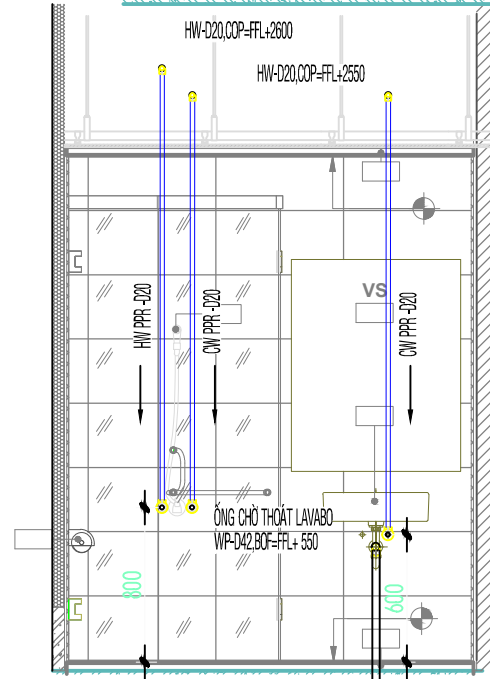 HW-D20,COP=FFL+2600
HW-D20,COP=FFL+2550
VS
HW PPR -D20
CW PPR -D20
CW PPR -D20
ỐNG CHỜ THOÁT LAVABO
WP-D42,BOF=FFL+ 550
800
600